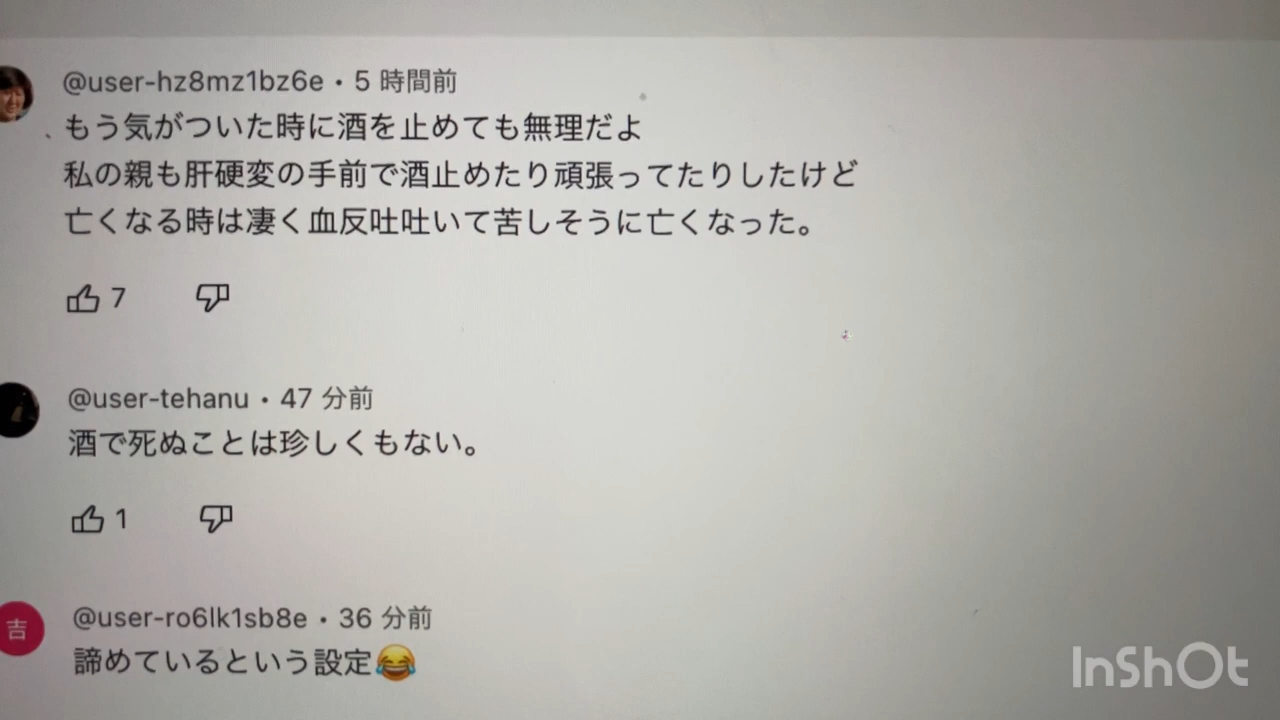 @user-hz8mz1bz6e • 5 時間前
もう気がついた時に酒を止めても無理だよ
私の親も肝硬変の手前で酒止めたり頑張ってたりしたけど
亡くなる時は凄く血反吐吐いて苦しそうに亡くなった。
7
@user-tehanu • 47 分前
酒で死ぬことは珍しくもない。
1
吉
@user-ro6lk1sb8e • 36 分前
諦めているという設定😂
InShOt